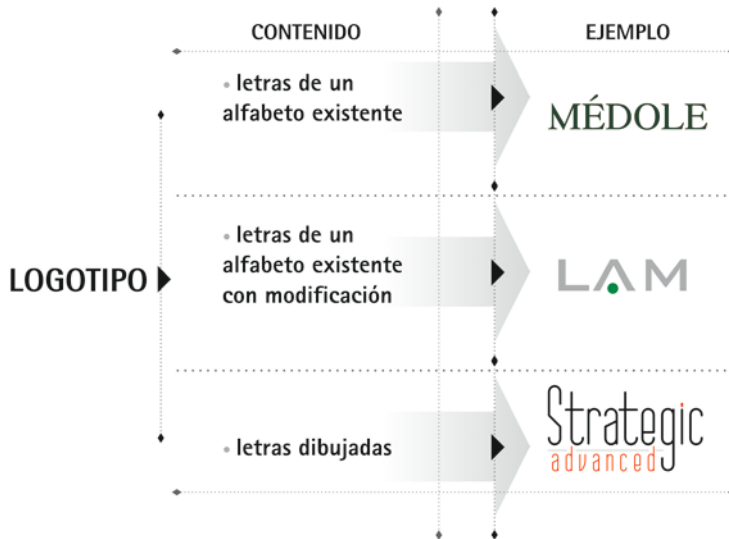 CONTENIDO
EJEMPLO
• letras de un
alfabeto existente
MÉDOLE
LOGOTIPO
• letras de un
alfabeto existente
con modificación
LAM
• letras dibujadas
Strategic
advanced